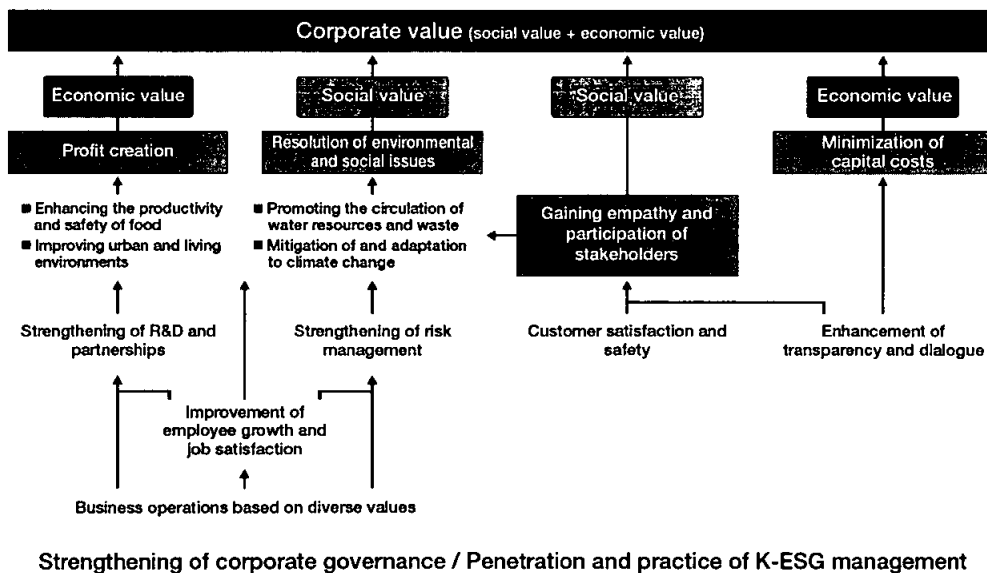 Corporate value (social value + economic value)
Economic value
Social value
Social value
Economic value
Profit creation
Resolution of environmental
and social issues
Minimization of
capital costs
■ Enhancing the productivity
and safety of food
■ Improving urban and living
environments
■ Promoting the circulation of
water resources and waste
■ Mitigation of and adaptation
to climate change
Gaining empathy and
participation of
stakeholders
Strengthening of R&D and
partnerships
Strengthening of risk
management
Customer satisfaction and
safety
Enhancement of
transparency and dialogue
Improvement of
employee growth and
job satisfaction
Business operations based on diverse values
Strengthening of corporate governance / Penetration and practice of K-ESG management